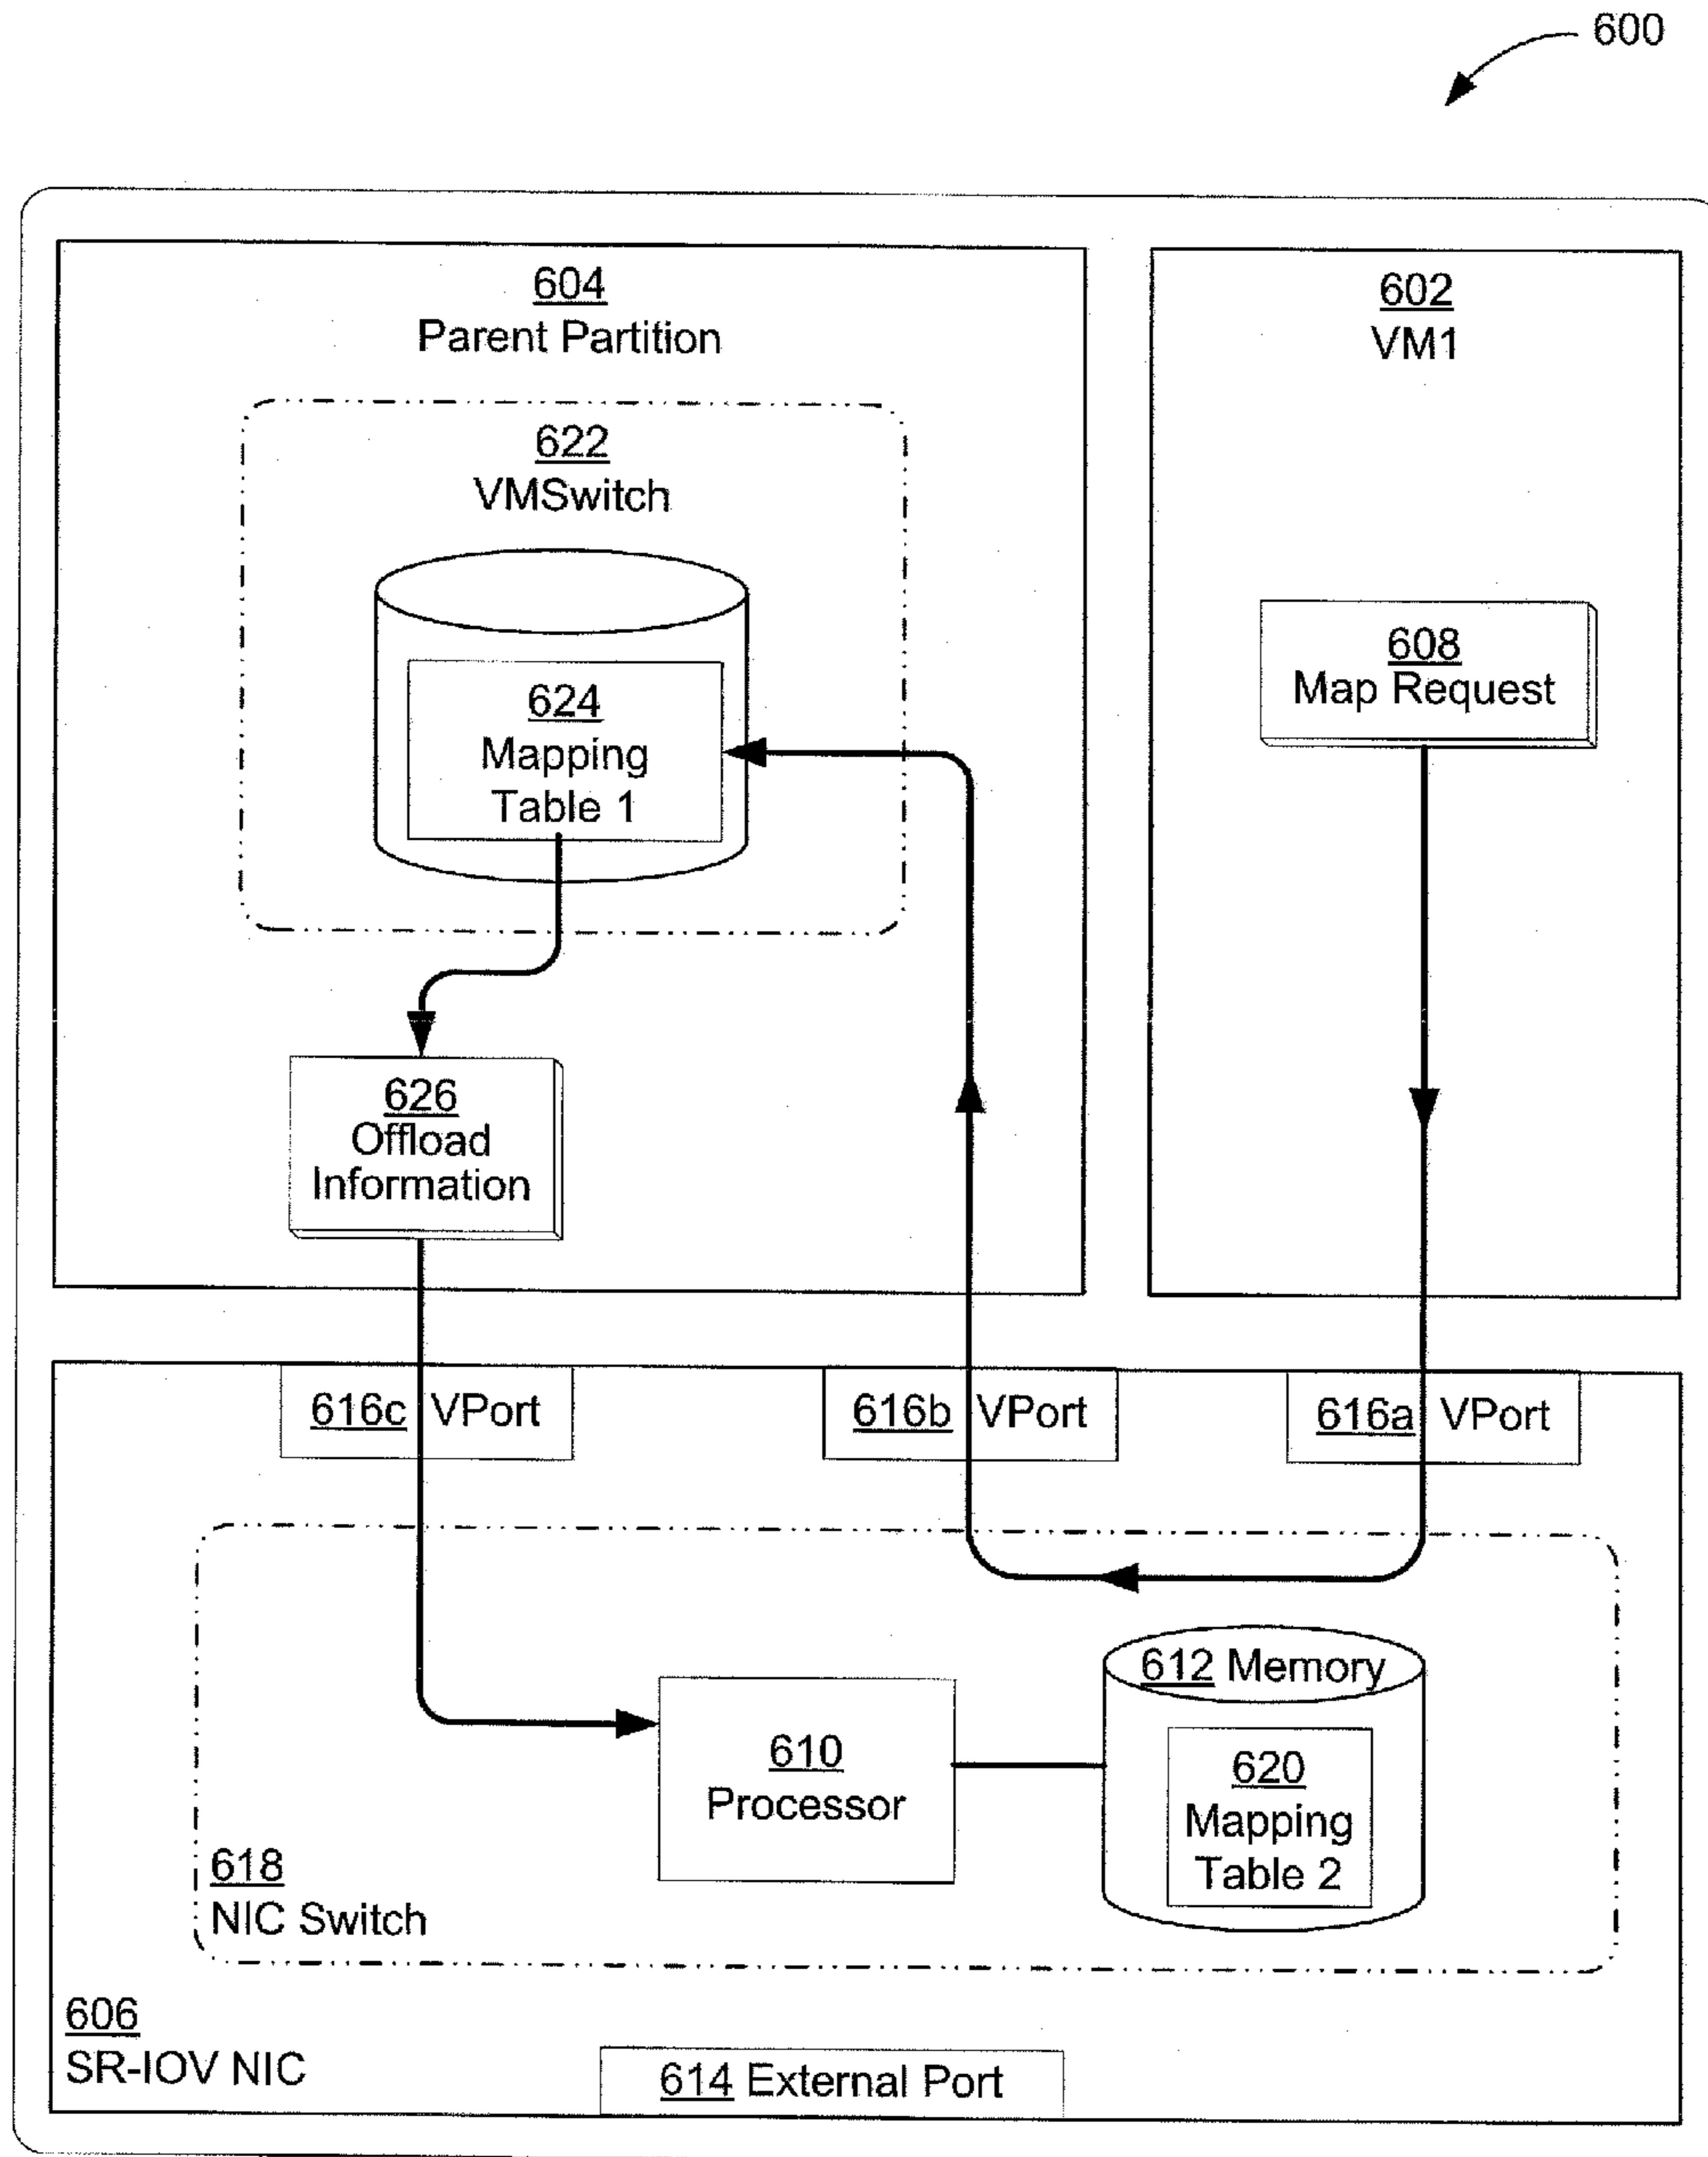 600
604
Parent Partition
622
VMSwitch
624
Mapping
Table 1
626
Offload
Information
602
VM1
608
Map Request
616c VPort
616b VPort
616a VPort
612 Memory
620
Mapping
Table 2
610
Processor
618
NIC Switch
606
SR-IOV NIC
614 External Port